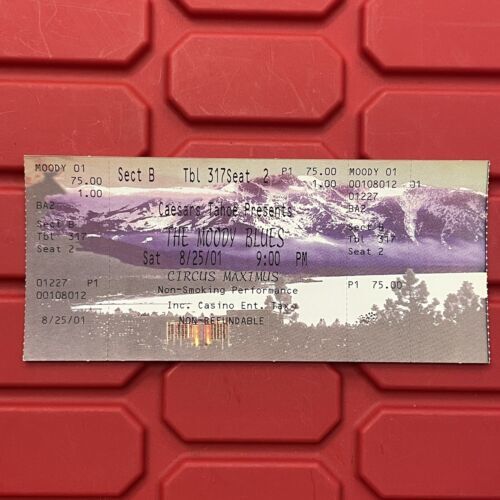 MOODY 01
75.00
1.00
BA2
Sect B
Tbl 317
Seat 2
01227 P1
00108012
8/25/01
Sect B Tbl 317Seat 2 P1 75.00
1.00
Caesars Tahoe Presents
THE MOODY BLUES
Sat 8/25/01 9:00 PM
CIRCUS MAXIMUS
Non-Smoking Performance
Inc. Casino Ent. Tax
NON-REFUNDABLE
MOODY 01
00108012 01
01227
BA2
Sect B
Tbl 317
Seat 2
P1 75.00